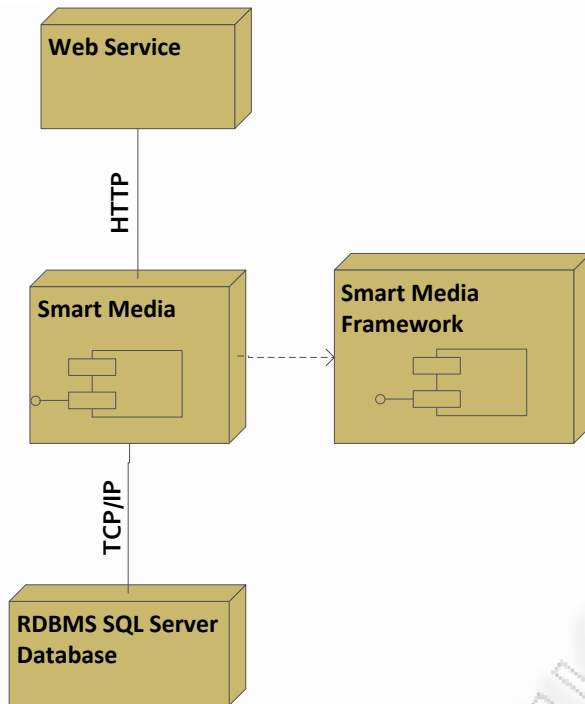 Web Service
HTTP
Smart Media
Smart Media
Framework
TCP/IP
RDBMS SQL Server
Database